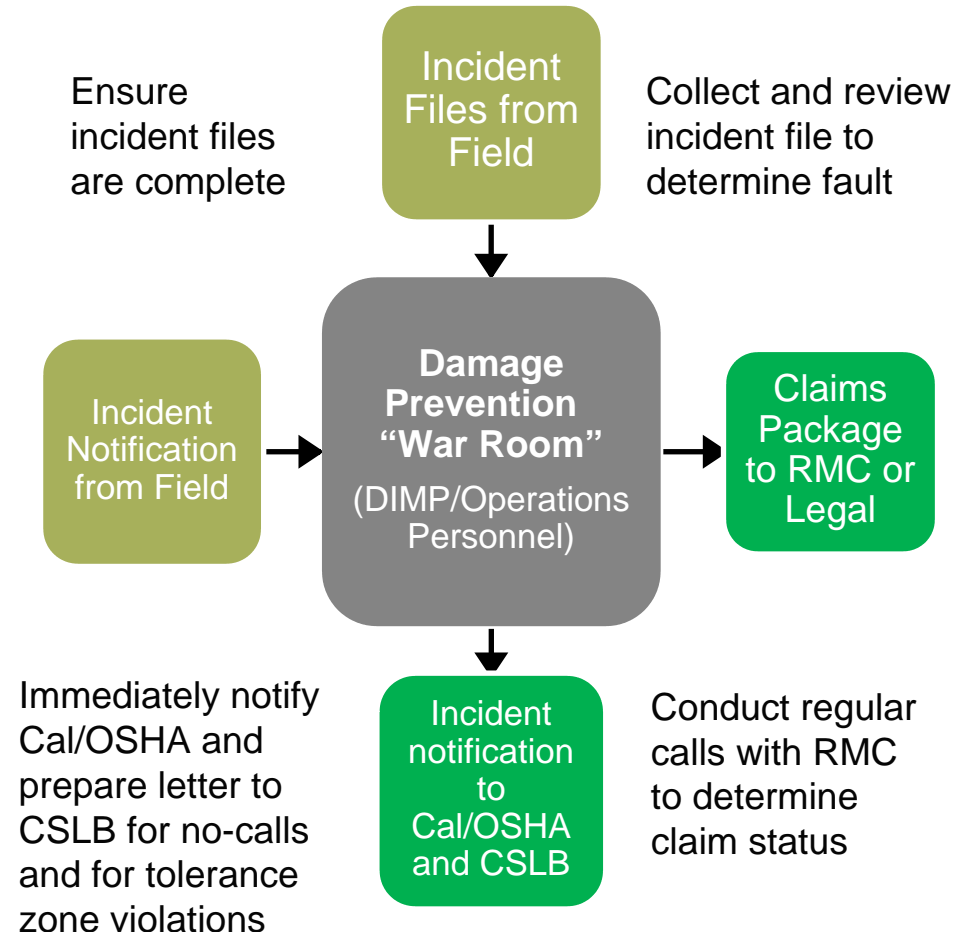 Ensure
incident files
are complete
Incident
Files from
Field
Collect and review
incident file to
determine fault
Incident
Notification
from Field
Damage
Prevention
“War Room”
(DIMP/Operations
Personnel)
Claims
Package
to RMC or
Legal
Immediately notify
Cal/OSHA and
prepare letter to
CSLB for no-calls
and for tolerance
zone violations
Incident
notification
to
Cal/OSHA
and CSLB
Conduct regular
calls with RMC
to determine
claim status